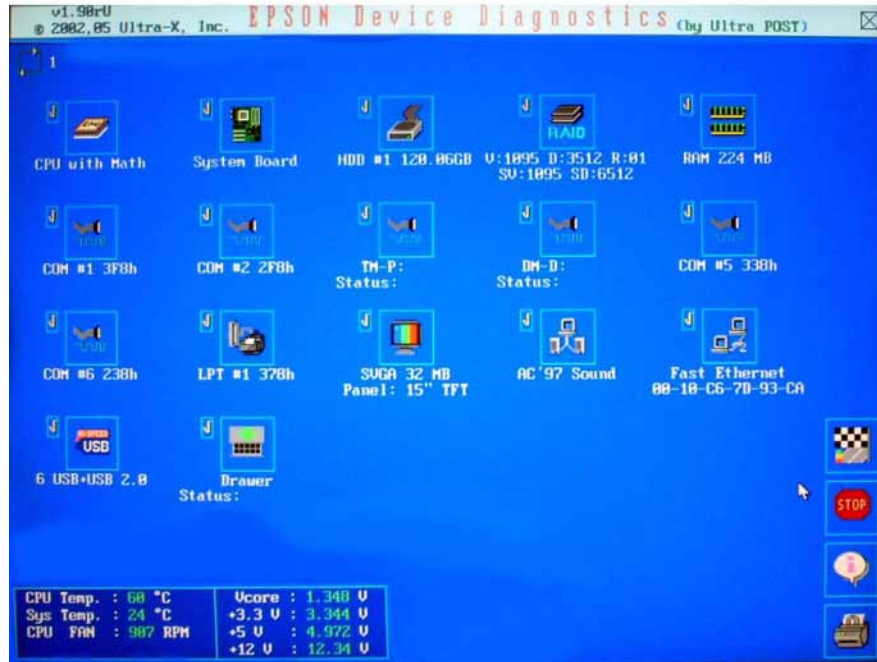 v1.90rU
© 2002,05 Ultra-X, Inc.
EPSON Device Diagnostics (by Ultra POST)
1
CPU with Math
System Board
HDD #1 120.06GB
RAID
V:1095 D:3512 R:01
SV:1095 SD:6512
RAM 224 MB
COM #1 3F8h
COM #2 2F8h
TM-P:
Status:
DM-D:
Status:
COM #5 338h
COM #6 238h
LPT #1 378h
SVGA 32 MB
Panel: 15" TFT
AC'97 Sound
Fast Ethernet
00-10-C6-7D-93-CA
HI-SPEED
USB
6 USB+USB 2.0
Drawer
Status:
STOP
i
CPU Temp. : 60 °C
Sys Temp. : 24 °C
CPU FAN : 907 RPM
Vcore : 1.348 V
+3.3 V : 3.344 V
+5 V : 4.972 V
+12 V : 12.34 V